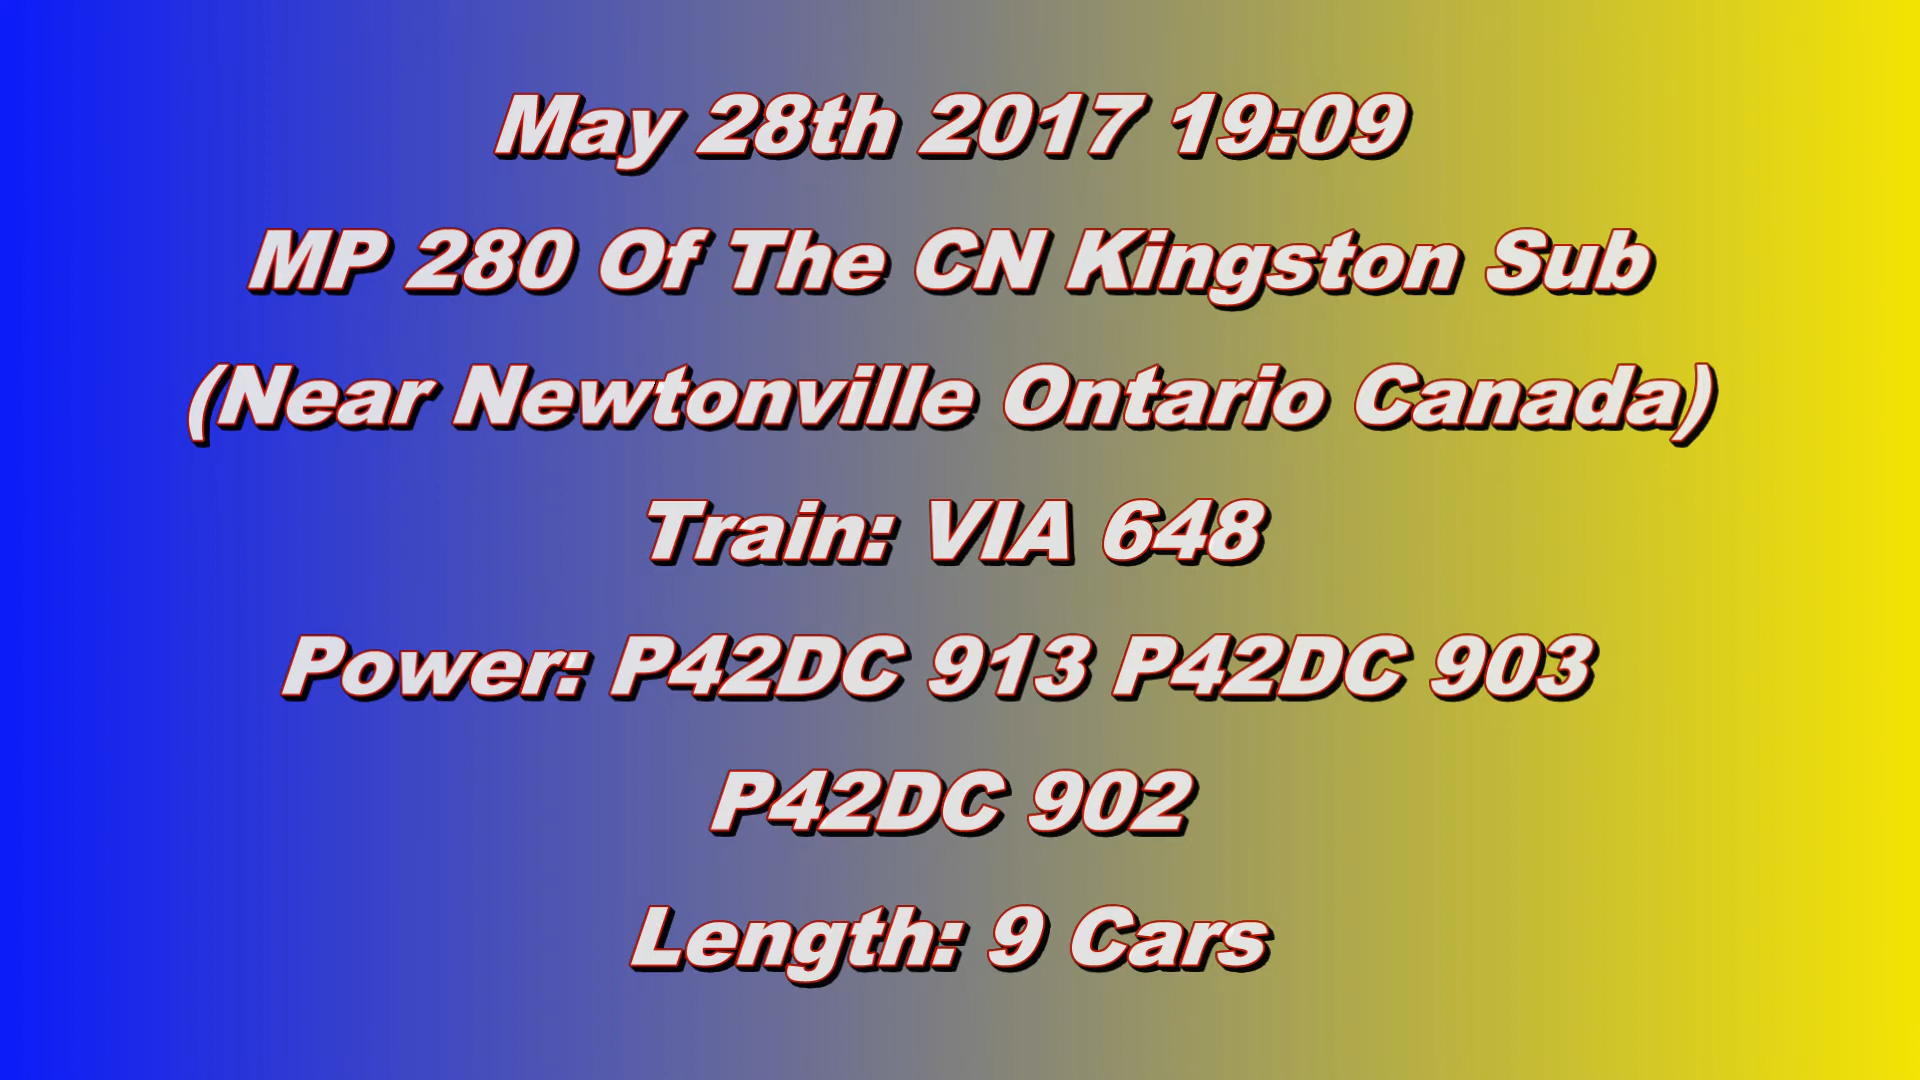 May 28th 2017 19:09
MP 280 Of The CN Kingston Sub
(Near Newtonville Ontario Canada)
Train: VIA 648
Power: P42DC 913 P42DC 903
P42DC 902
Length: 9 Cars